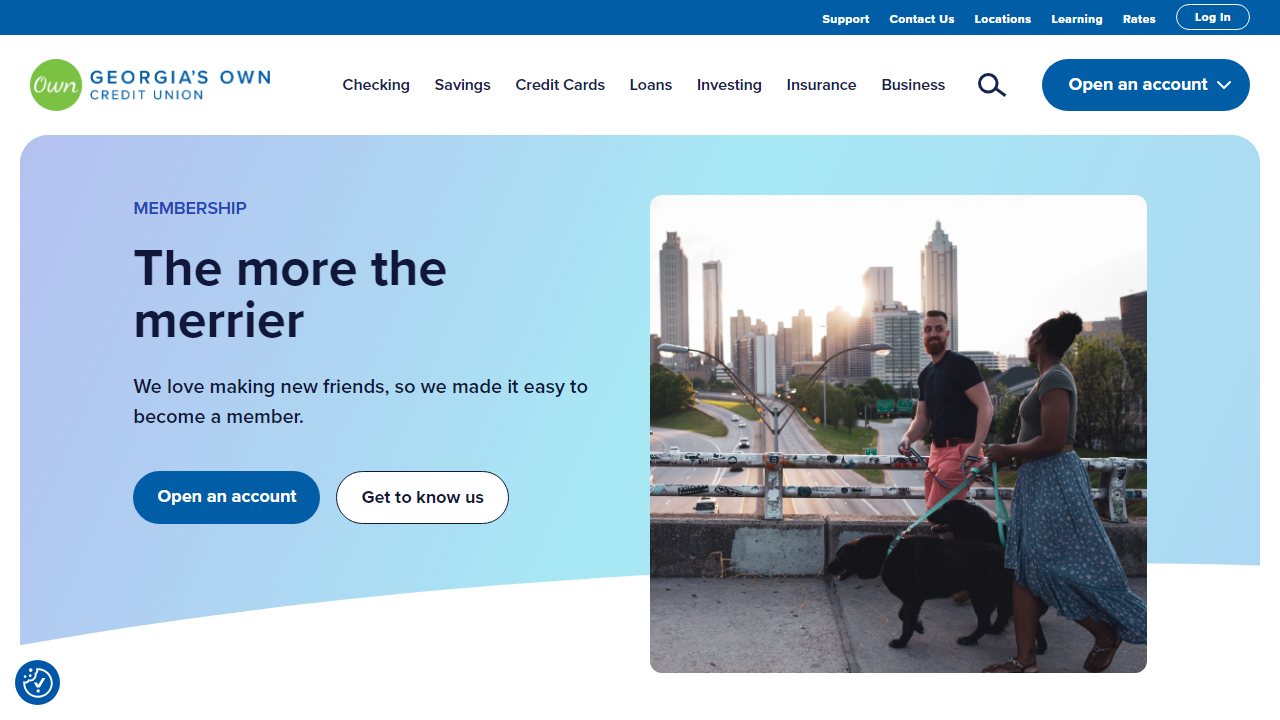 Support Contact Us Locations Learning Rates Log In
Own GEORGIA'S OWN
CREDIT UNION
Checking Savings Credit Cards Loans Investing Insurance Business Open an account
MEMBERSHIP
The more the
merrier
We love making new friends, so we made it easy to
become a member.
Open an account Get to know us